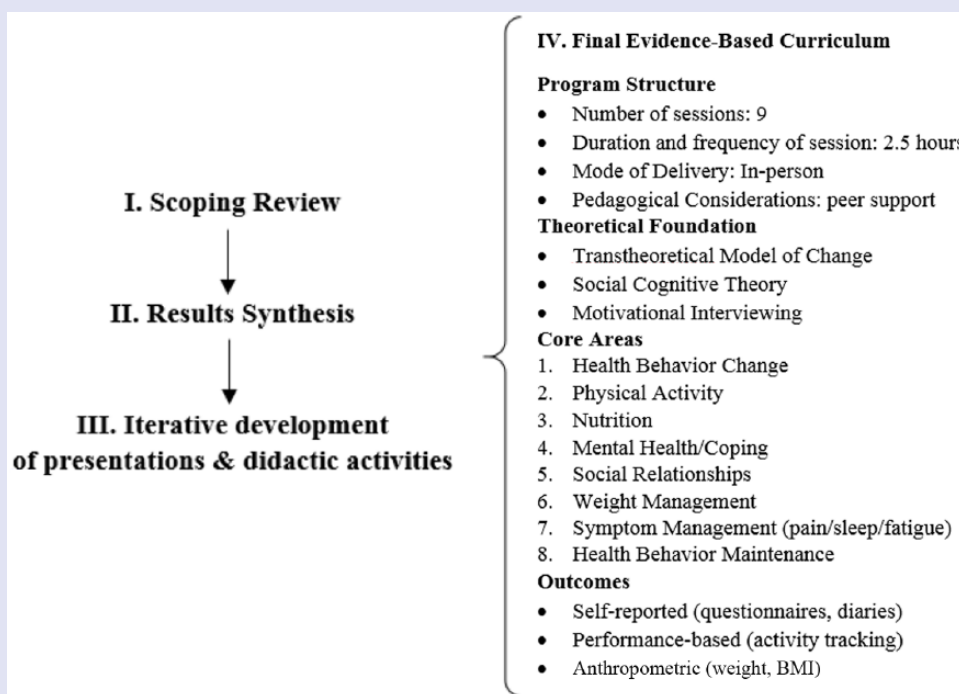 I. Scoping Review
II. Results Synthesis
III. Iterative development
of presentations & didactic activities
IV. Final Evidence-Based Curriculum
Program Structure
• Number of sessions: 9
• Duration and frequency of session: 2.5 hours
• Mode of Delivery: In-person
• Pedagogical Considerations: peer support
Theoretical Foundation
• Transtheoretical Model of Change
• Social Cognitive Theory
• Motivational Interviewing
Core Areas
1. Health Behavior Change
2. Physical Activity
3. Nutrition
4. Mental Health/Coping
5. Social Relationships
6. Weight Management
7. Symptom Management (pain/sleep/fatigue)
8. Health Behavior Maintenance
Outcomes
• Self-reported (questionnaires, diaries)
• Performance-based (activity tracking)
• Anthropometric (weight, BMI)